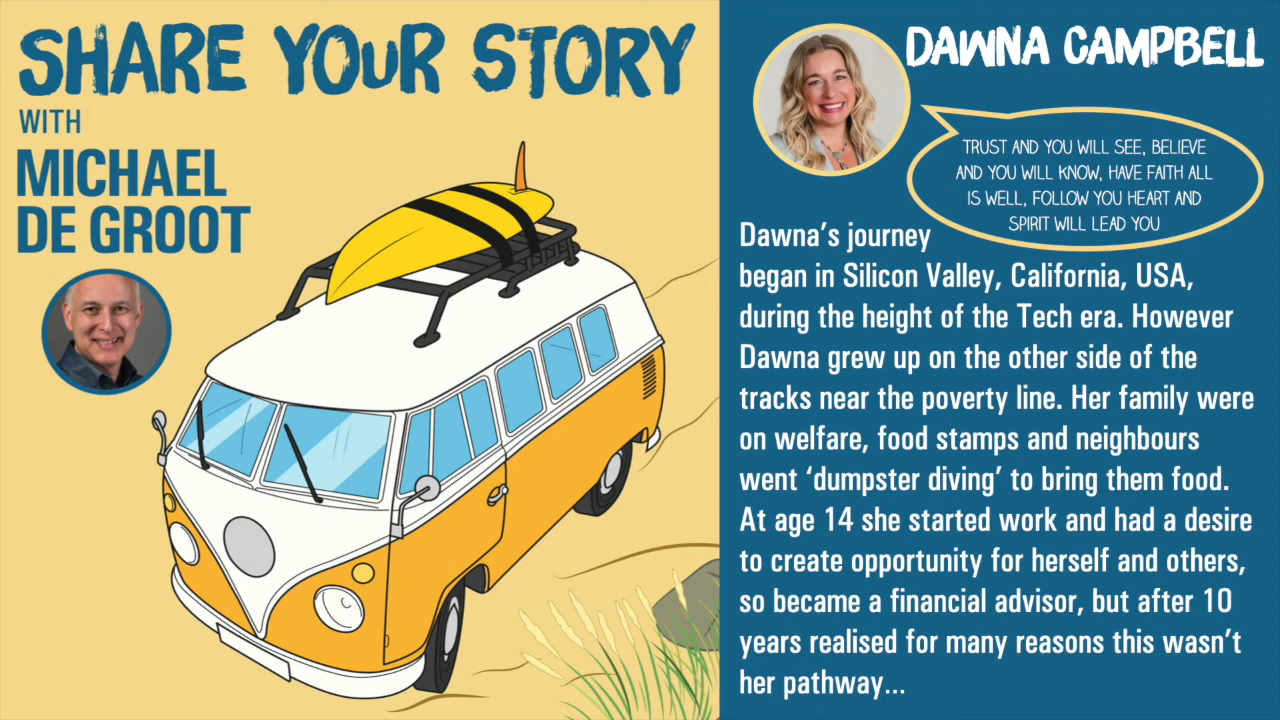 SHARE YOUR STORY
WITH
MICHAEL
DE GROOT
DAWNA CAMPBELL
TRUST AND YOU WILL SEE, BELIEVE
AND YOU WILL KNOW, HAVE FAITH ALL
IS WELL, FOLLOW YOU HEART AND
SPIRIT WILL LEAD YOU
Dawna's journey
began in Silicon Valley, California, USA,
during the height of the Tech era. However
Dawna grew up on the other side of the
tracks near the poverty line. Her family were
on welfare, food stamps and neighbours
went ‘dumpster diving’ to bring them food.
At age 14 she started work and had a desire
to create opportunity for herself and others,
so became a financial advisor, but after 10
years realised for many reasons this wasn't
her pathway...